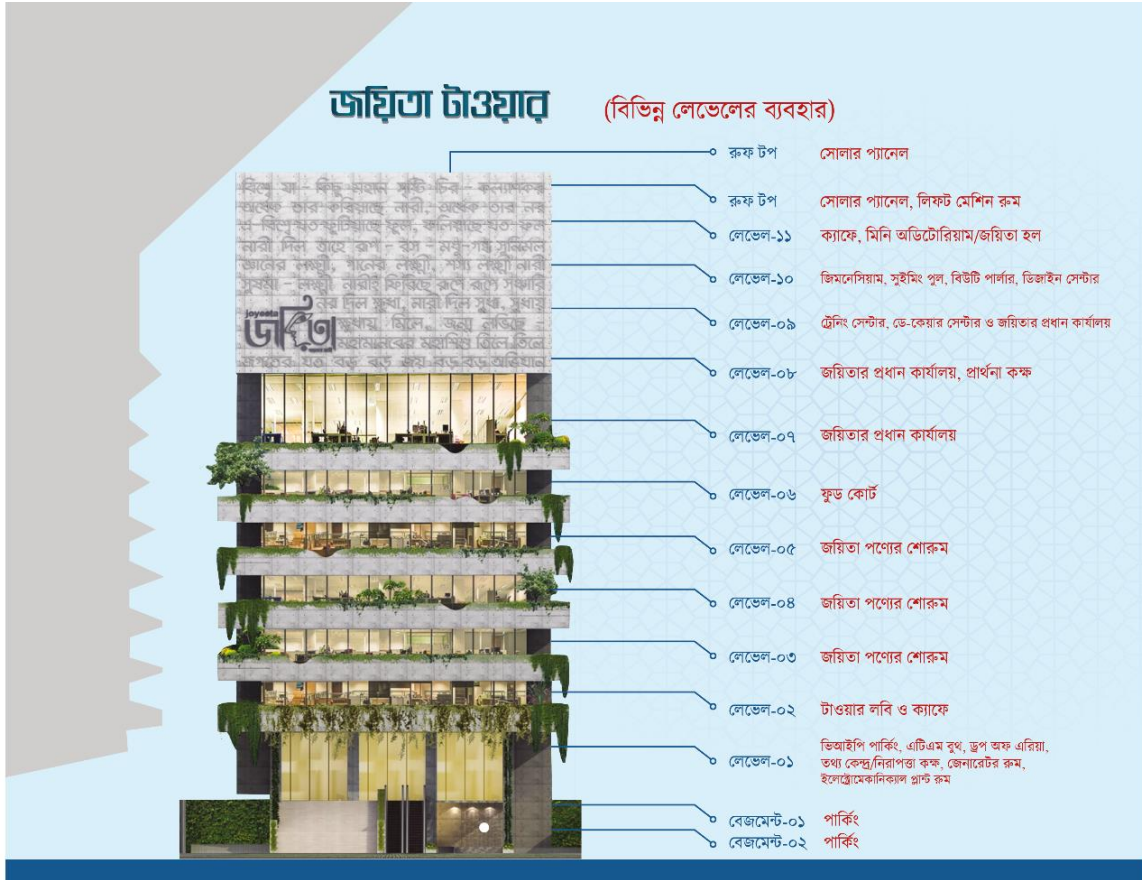 জয়িতা টাওয়ার (বিভিন্ন লেভেলের ব্যবহার)
রুফ টপ সোলার প্যানেল
রুফ টপ সোলার প্যানেল, লিফট মেশিন রুম
লেভেল-১১ ক্যাফে, মিনি অডিটোরিয়াম/জয়িতা হল
লেভেল-১০ জিমনেসিয়াম, সুইমিং পুল, বিউটি পার্লার, ডিজাইন সেন্টার
লেভেল-০৯ ট্রেনিং সেন্টার, ডে-কেয়ার সেন্টার ও জয়িতার প্রধান কার্যালয়
লেভেল-০৮ জয়িতার প্রধান কার্যালয়, প্রার্থনা কক্ষ
লেভেল-০৭ জয়িতার প্রধান কার্যালয়
লেভেল-০৬ ফুড কোর্ট
লেভেল-০৫ জয়িতা পণ্যের শোরুম
লেভেল-০৪ জয়িতা পণ্যের শোরুম
লেভেল-০৩ জয়িতা পণ্যের শোরুম
লেভেল-০২ টাওয়ার লবি ও ক্যাফে
লেভেল-০১ ভিআইপি পার্কিং, এটিএম বুথ, ড্রপ অফ এরিয়া,
তথ্য কেন্দ্র/নিরাপত্তা কক্ষ, জেনারেটর রুম,
ইলেক্ট্রোমেকানিক্যাল প্লান্ট রুম
বেজমেন্ট-০১ পার্কিং
বেজমেন্ট-০২ পার্কিং
joyeeta
জয়িতা